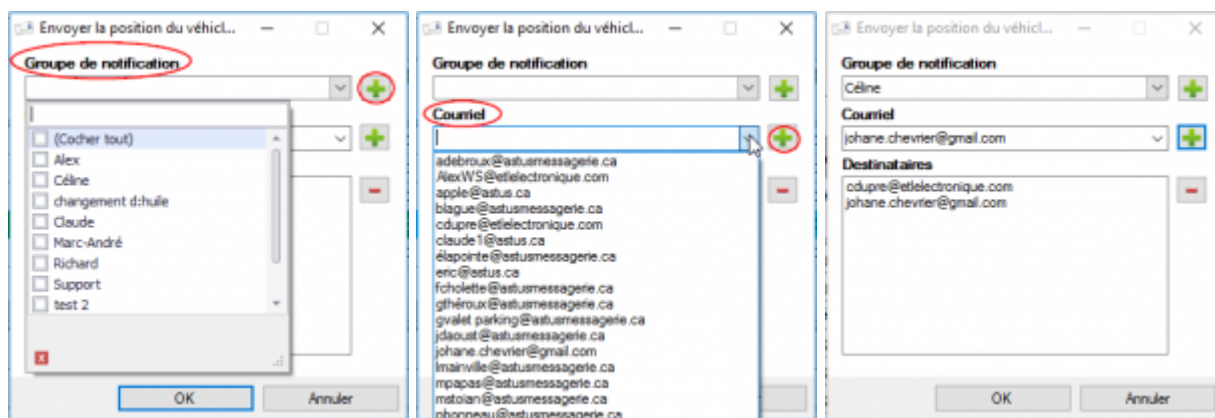 Envoyer la position du véhicl...
Groupe de notification
(Cocher tout)
Alex
Céline
changement d:huile
Claude
Marc-André
Richard
Support
test 2
OK
Annuler
Envoyer la position du véhicl...
Groupe de notification
Courriel
adebroux@astusmessagerie.ca
AlexWS@etlelectronique.com
apple@astus.ca
blague@astusmessagerie.ca
cdupre@etlelectronique.com
claude1@astus.ca
élapointe@astusmessagerie.ca
eric@astus.ca
fcholette@astusmessagerie.ca
gthéroux@astusmessagerie.ca
gvalet.parking@astusmessagerie.ca
jdaoust@astusmessagerie.ca
johane.chevrier@gmail.com
lmainville@astusmessagerie.ca
mpapas@astusmessagerie.ca
mstoian@astusmessagerie.ca
phonneau@astusmessagerie.ca
Envoyer la position du véhicl...
Groupe de notification
Céline
Courriel
johane.chevrier@gmail.com
Destinataires
cdupre@etlelectronique.com
johane.chevrier@gmail.com
OK
Annuler